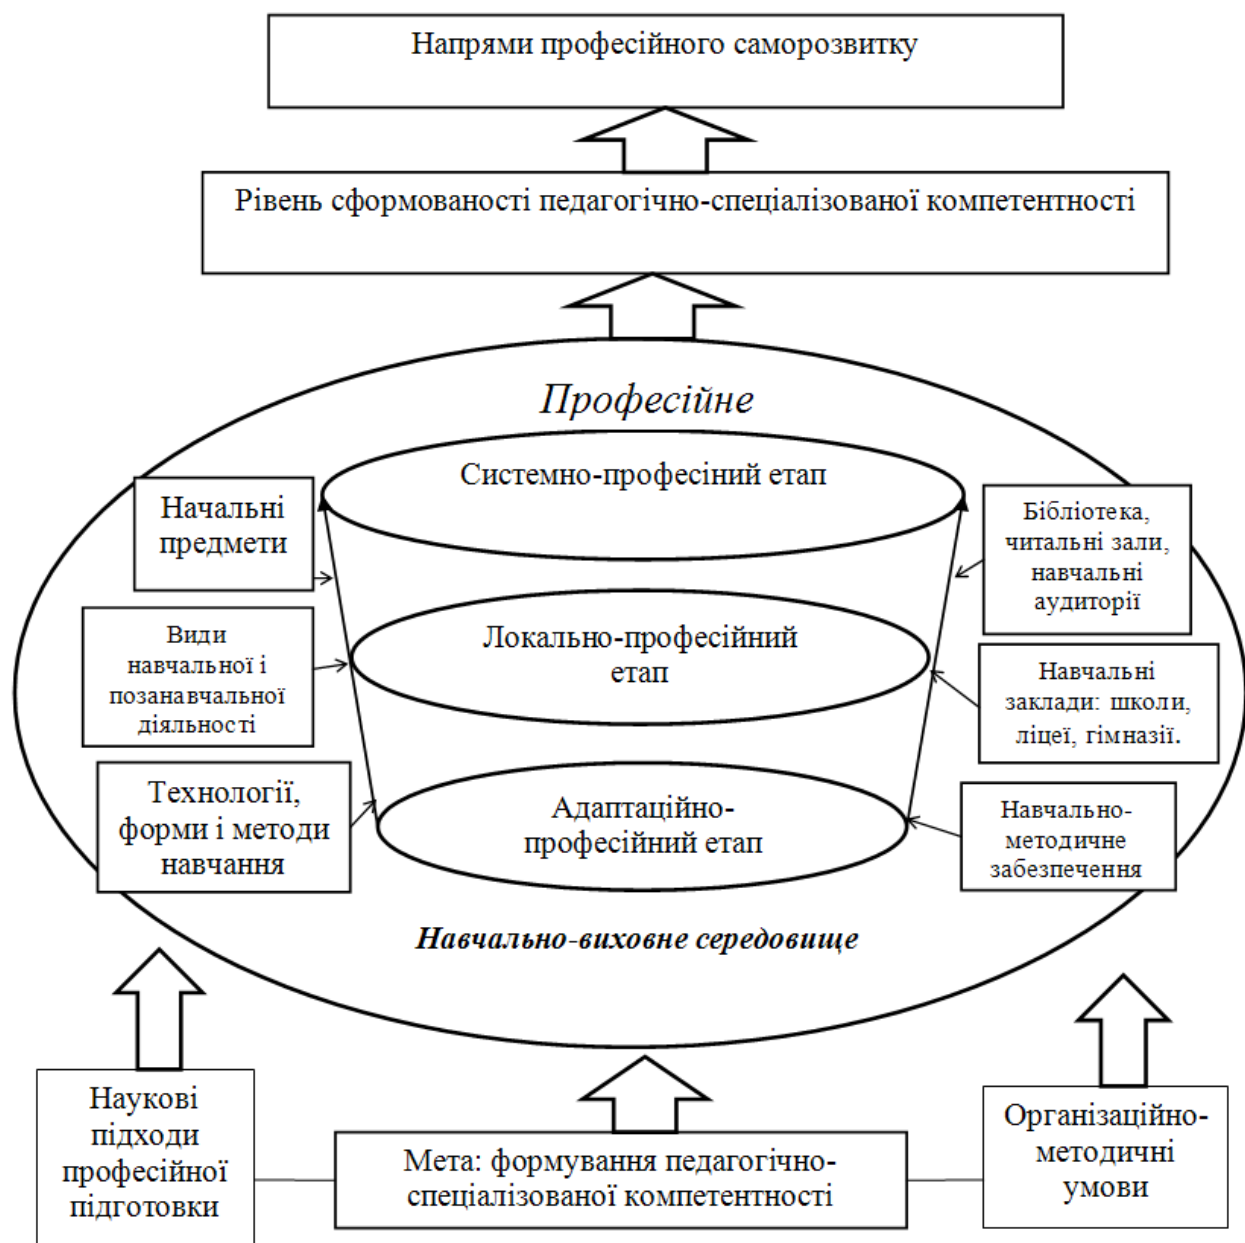 Напрями професійного саморозвитку
Рівень сформованості педагогічно-спеціалізованої компетентності
Професійне
Системно-професіний етап
Начальні
предмети
Бібліотека,
читальні зали,
навчальні
аудиторії
Локально-професійний
етап
Види
навчальної і
позанавчальної
діяльності
Навчальні
заклади: школи,
ліцеї, гімназії.
Технології,
форми і методи
навчання
Адаптаційно-
професійний етап
Навчально-
методичне
забезпечення
Навчально-виховне середовище
Наукові
підходи
професійної
підготовки
Мета: формування педагогічно-
спеціалізованої компетентності
Організаційно-
методичні
умови